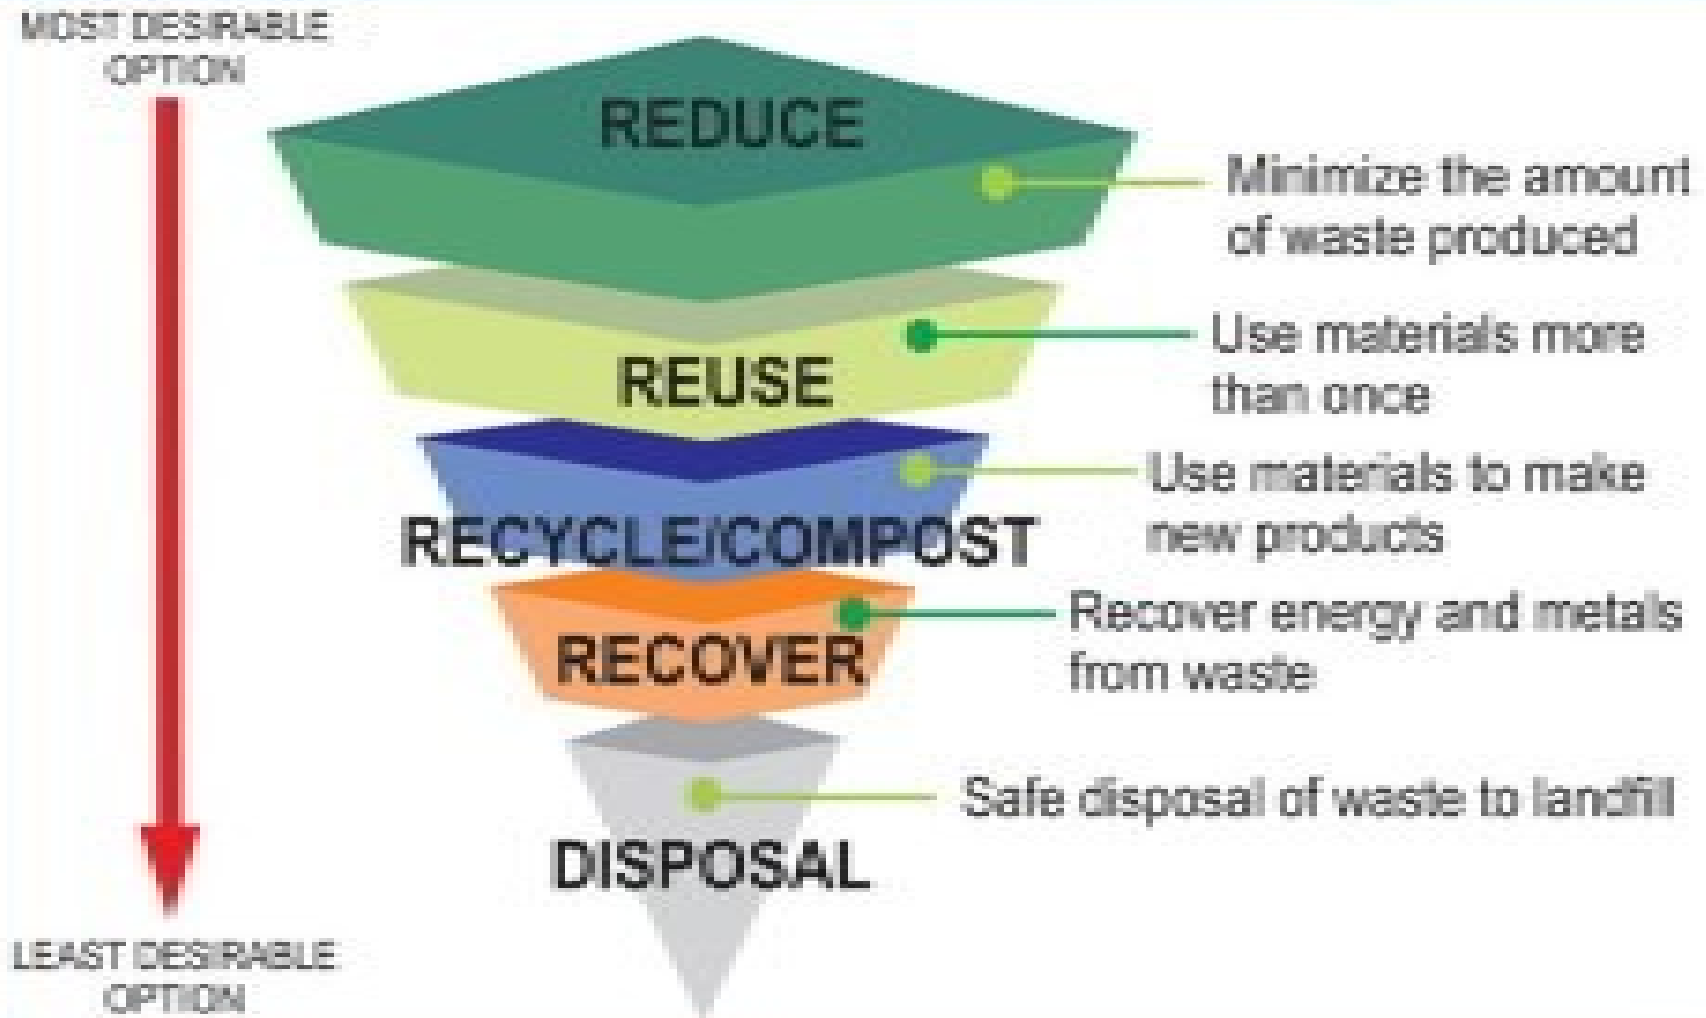 MOST DESIRABLE
OPTION
REDUCE
Minimize the amount
of waste produced
REUSE
Use materials more
than once
RECYCLE/COMPOST
Use materials to make
new products
RECOVER
Recover energy and metals
from waste
DISPOSAL
Safe disposal of waste to landfill
LEAST DESIRABLE
OPTION